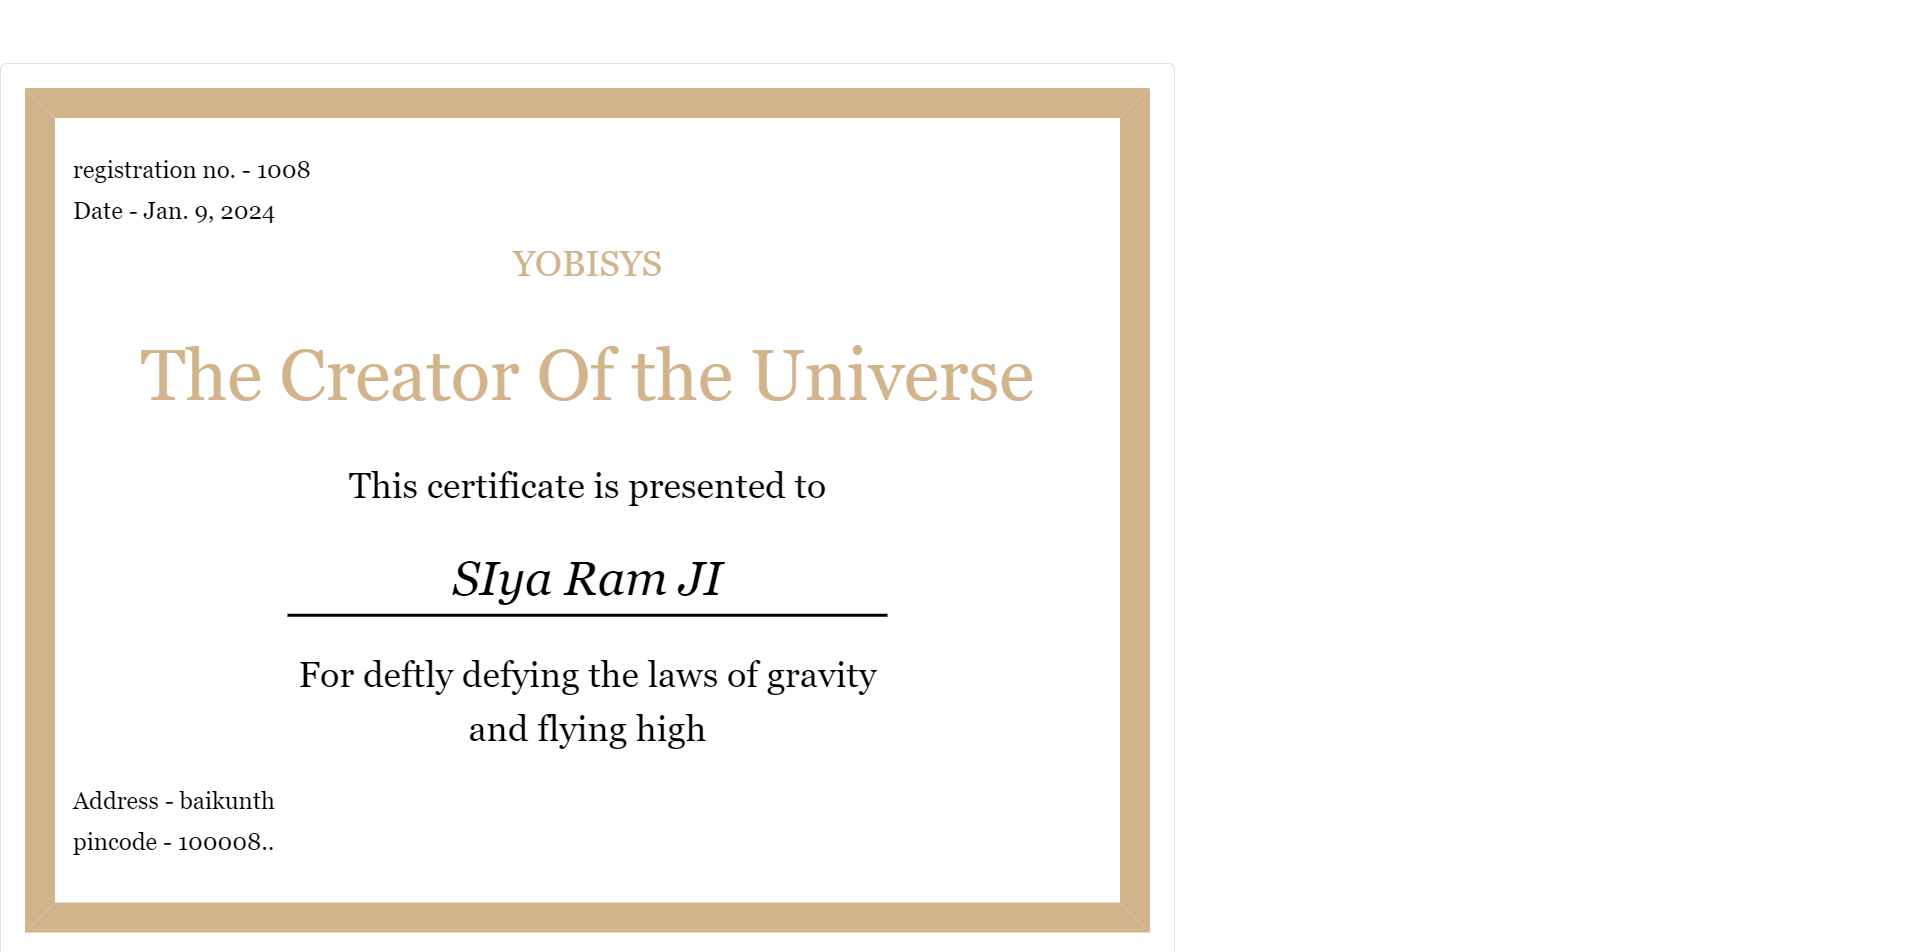 registration no. - 1008
Date - Jan. 9, 2024
YOBISYS
The Creator Of the Universe
This certificate is presented to
SIya Ram JI
For deftly defying the laws of gravity
and flying high
Address - baikunth
pincode - 100008..